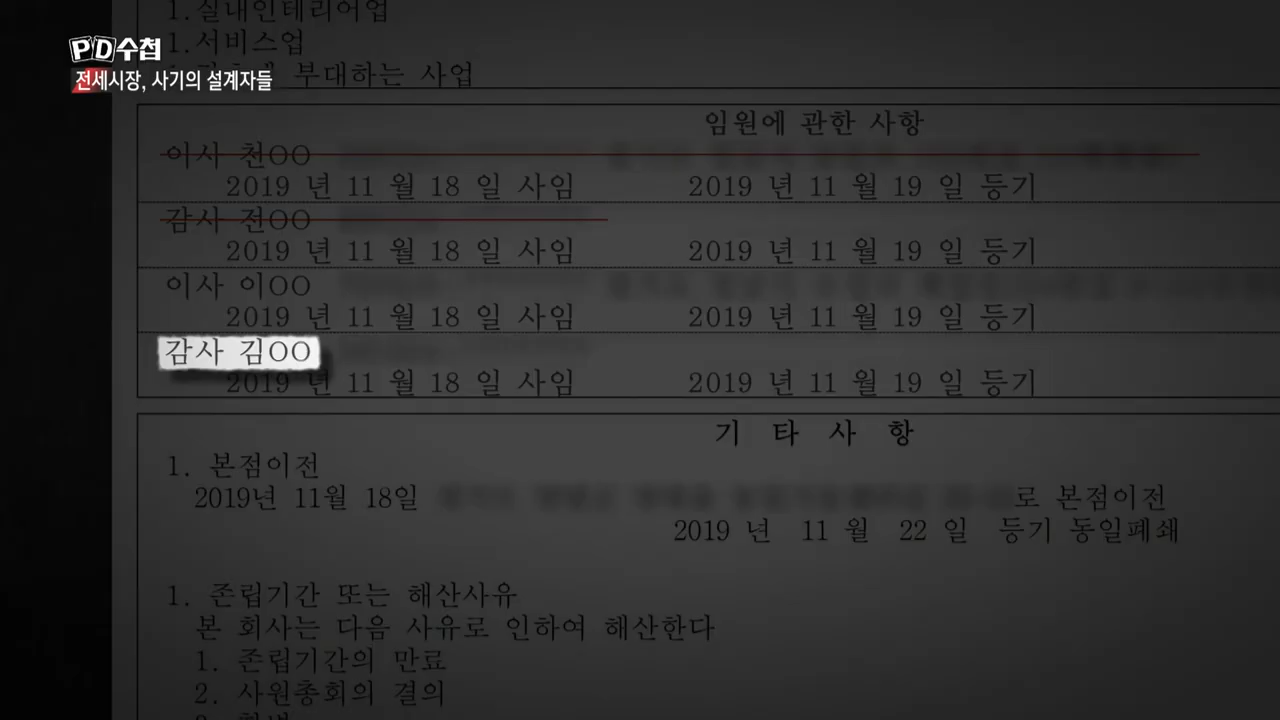 PD수첩
전세시장, 사기의 설계자들
1.실내인테리어업
1.서비스업
부대하는 사업
임원에 관한 사항
이사 천OO
2019 년 11 월 18 일 사임 2019 년 11 월 19 일 등기
감사 전OO
2019 년 11 월 18 일 사임 2019 년 11 월 19 일 등기
이사 이OO
2019 년 11 월 18 일 사임 2019 년 11 월 19 일 등기
감사 김OO
2019 년 11 월 18 일 사임 2019 년 11 월 19 일 등기
기 타 사 항
1. 본점이전
2019년 11월 18일 로 본점이전
2019 년 11 월 22 일 등기 동일폐쇄
1. 존립기간 또는 해산사유
본 회사는 다음 사유로 인하여 해산한다
1. 존립기간의 만료
2. 사원총회의 결의